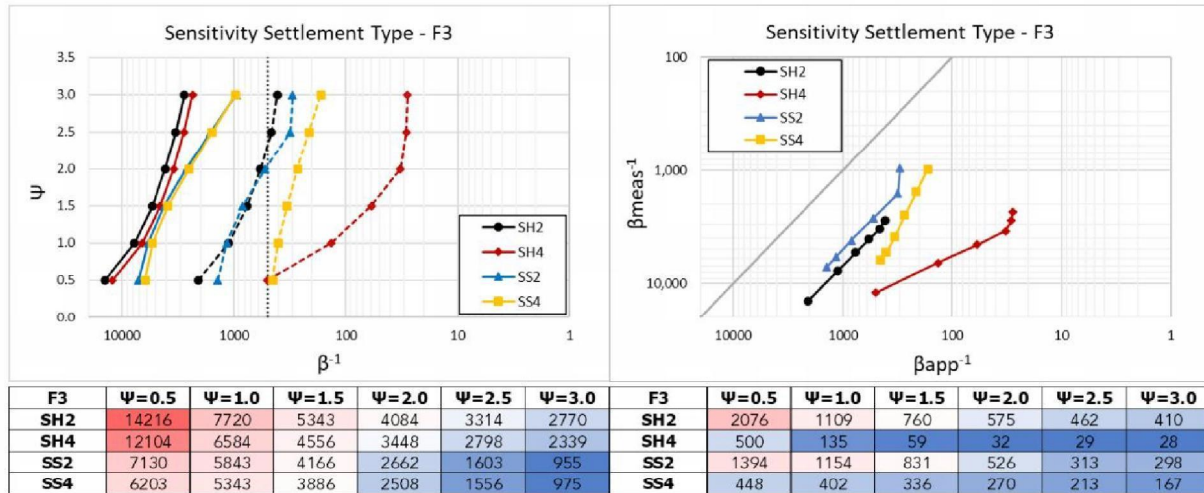 Sensitivity Settlement Type - F3
3.5
3.0
2.5
2.0
1.5
1.0
0.5
0.0
Ψ
SH2
SH4
SS2
SS4
10000 1000 100 10 1
β⁻¹
Sensitivity Settlement Type - F3
100
1,000
10,000
βmeas⁻¹
SH2
SH4
SS2
SS4
10000 1000 100 10 1
βapp⁻¹
F3 Ψ=0.5 Ψ=1.0 Ψ=1.5 Ψ=2.0 Ψ=2.5 Ψ=3.0
SH2 14216 7720 5343 4084 3314 2770
SH4 12104 6584 4556 3448 2798 2339
SS2 7130 5843 4166 2662 1603 955
SS4 6203 5343 3886 2508 1556 975
F3 Ψ=0.5 Ψ=1.0 Ψ=1.5 Ψ=2.0 Ψ=2.5 Ψ=3.0
SH2 2076 1109 760 575 462 410
SH4 500 135 59 32 29 28
SS2 1394 1154 831 526 313 298
SS4 448 402 336 270 213 167